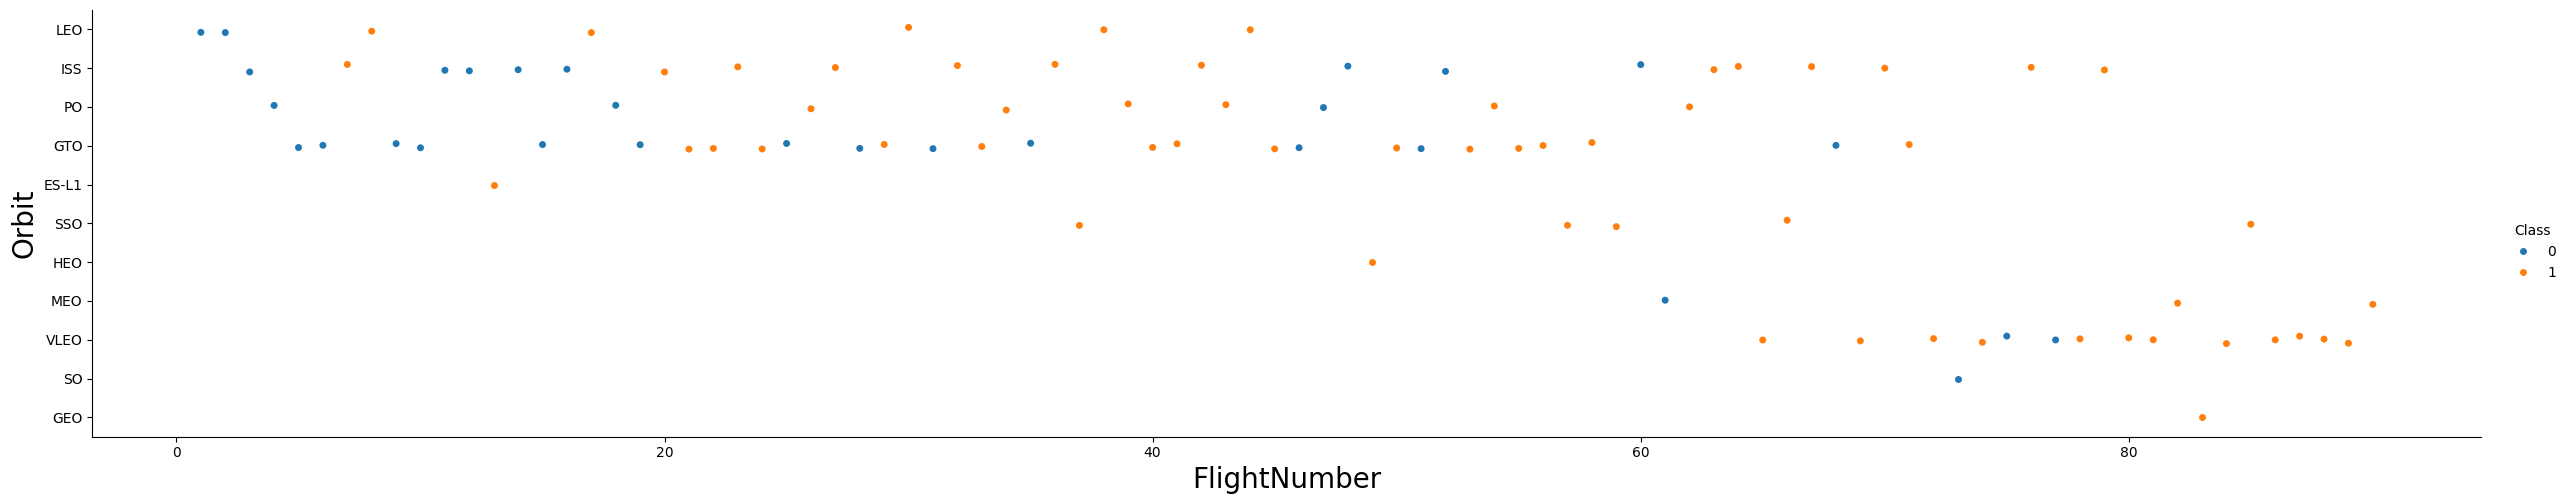 Orbit
LEO
ISS
PO
GTO
ES-L1
SSO
HEO
MEO
VLEO
SO
GEO
0 20 40 60 80
FlightNumber
Class
0
1